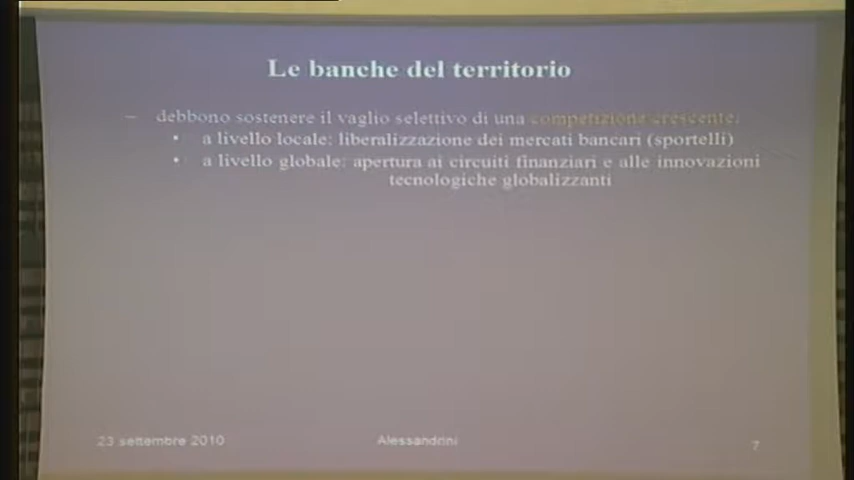 Le banche del territorio
– debbono sostenere il vaglio selettivo di una competizione crescente:
• a livello locale: liberalizzazione dei mercati bancari (sportelli)
• a livello globale: apertura ai circuiti finanziari e alle innovazioni
tecnologiche globalizzanti
23 settembre 2010 Alessandrini 7